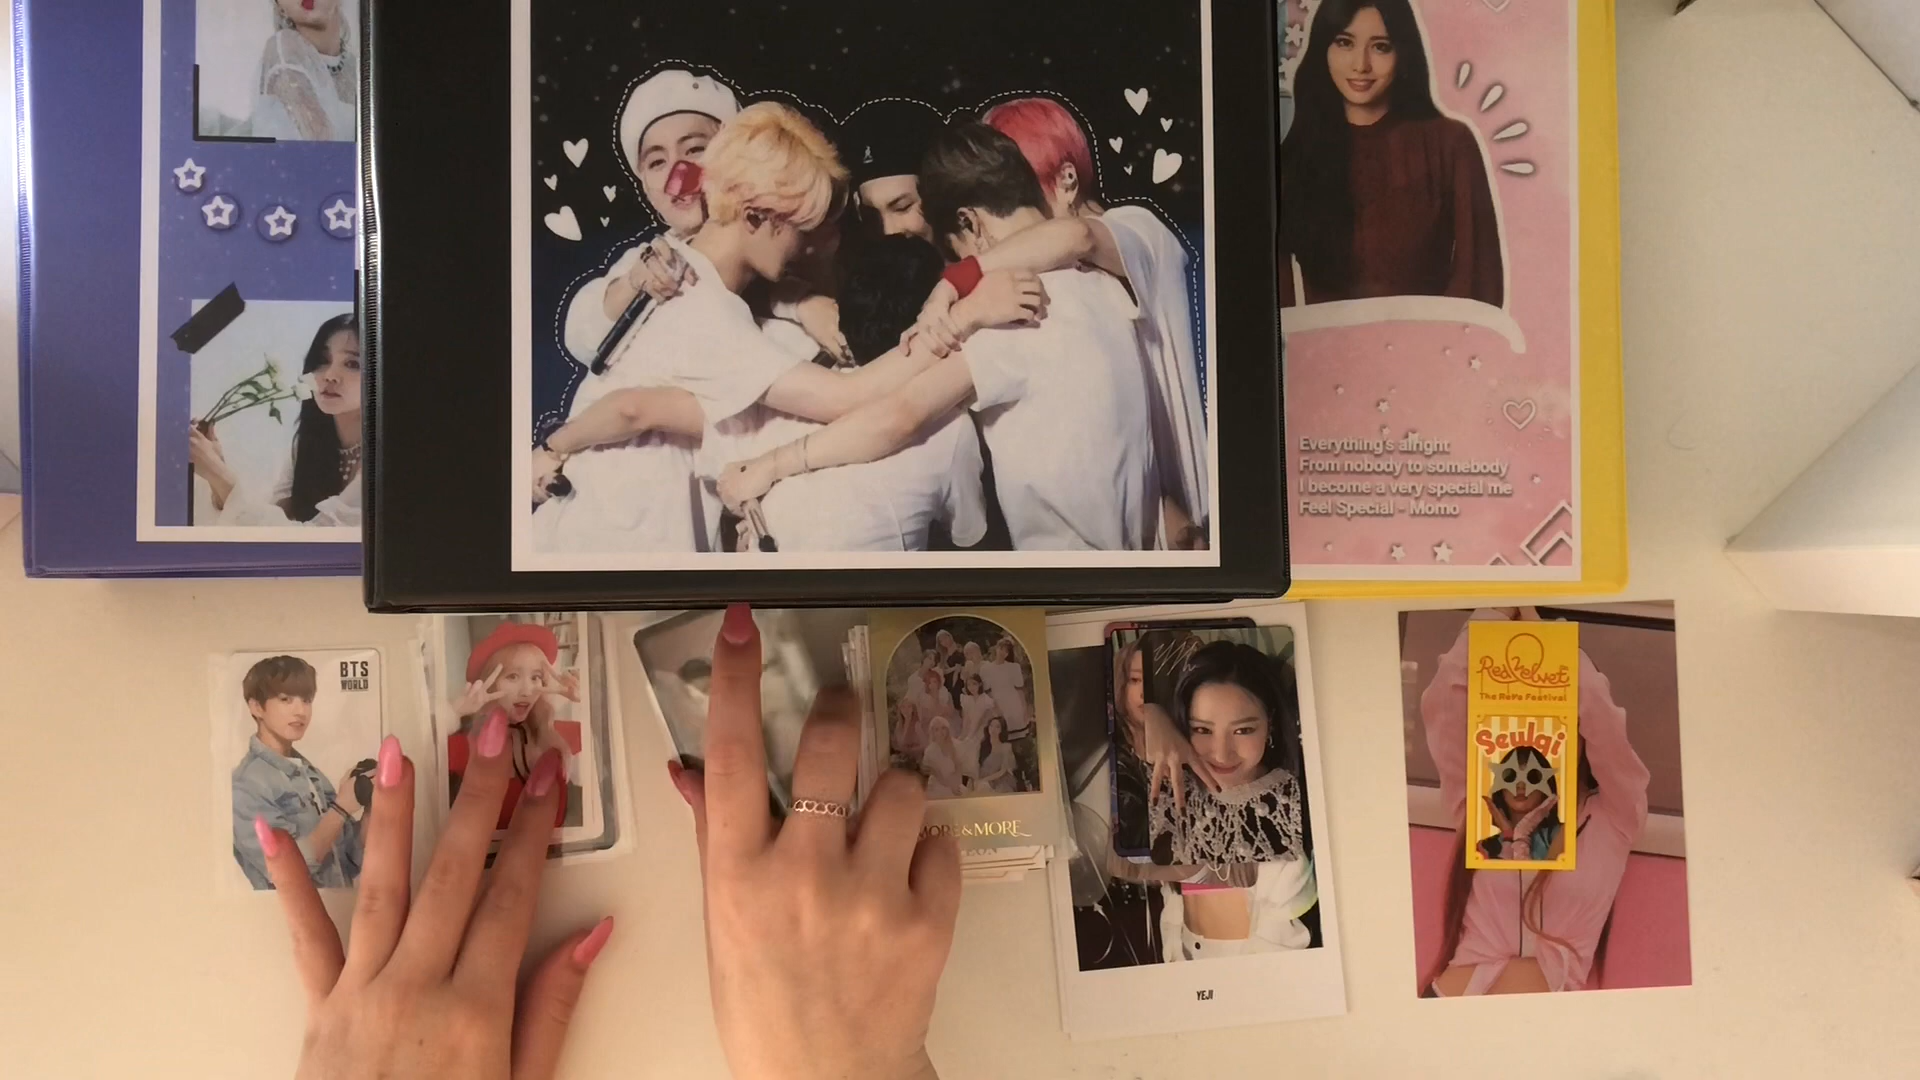 Everything's alright
From nobody to somebody
I become a very special me
Feel Special - Momo
BTS
WORLD
MORE & MORE
YEJI
Red Velvet
The ReVe Festival
Seulgi